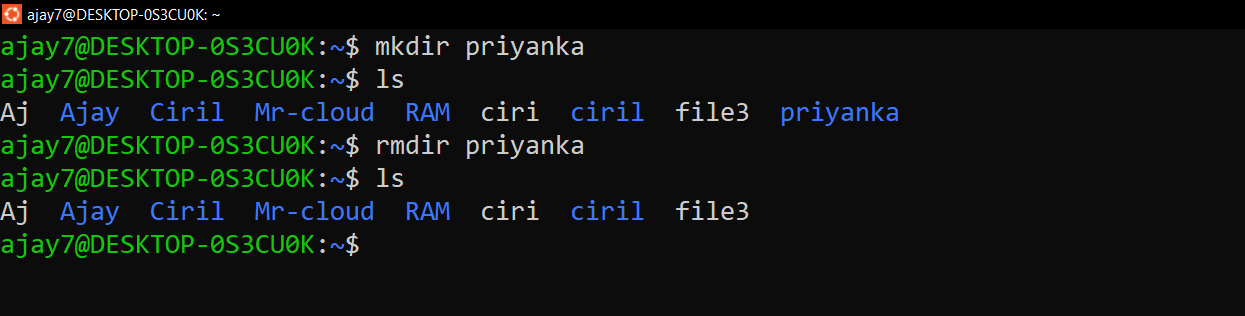 ajay7@DESKTOP-0S3CU0K: ~
ajay7@DESKTOP-0S3CU0K:~$ mkdir priyanka
ajay7@DESKTOP-0S3CU0K:~$ ls
Aj  Ajay  Ciril  Mr-cloud  RAM  ciri  ciril  file3  priyanka
ajay7@DESKTOP-0S3CU0K:~$ rmdir priyanka
ajay7@DESKTOP-0S3CU0K:~$ ls
Aj  Ajay  Ciril  Mr-cloud  RAM  ciri  ciril  file3
ajay7@DESKTOP-0S3CU0K:~$